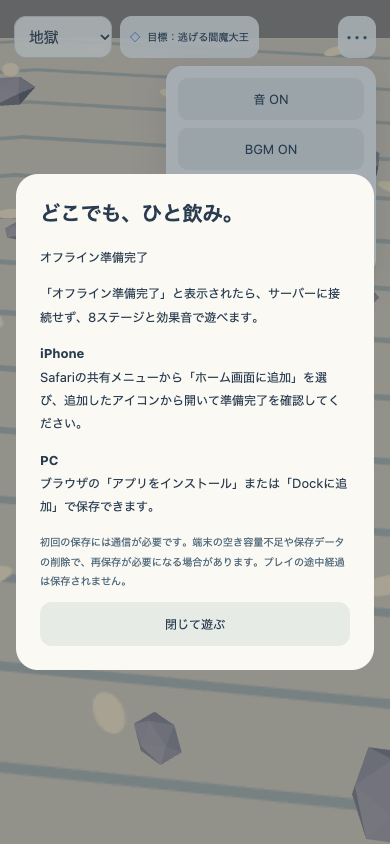 地獄
◇ 目標：逃げる閻魔大王
…
音 ON
BGM ON
どこでも、ひと飲み。
オフライン準備完了
「オフライン準備完了」と表示されたら、サーバーに接
続せず、8ステージと効果音で遊べます。
iPhone
Safariの共有メニューから「ホーム画面に追加」を選
び、追加したアイコンから開いて準備完了を確認してく
ださい。
PC
ブラウザの「アプリをインストール」または「Dockに追
加」で保存できます。
初回の保存には通信が必要です。端末の空き容量不足や保存データ
の削除で、再保存が必要になる場合があります。プレイの途中経過
は保存されません。
閉じて遊ぶ